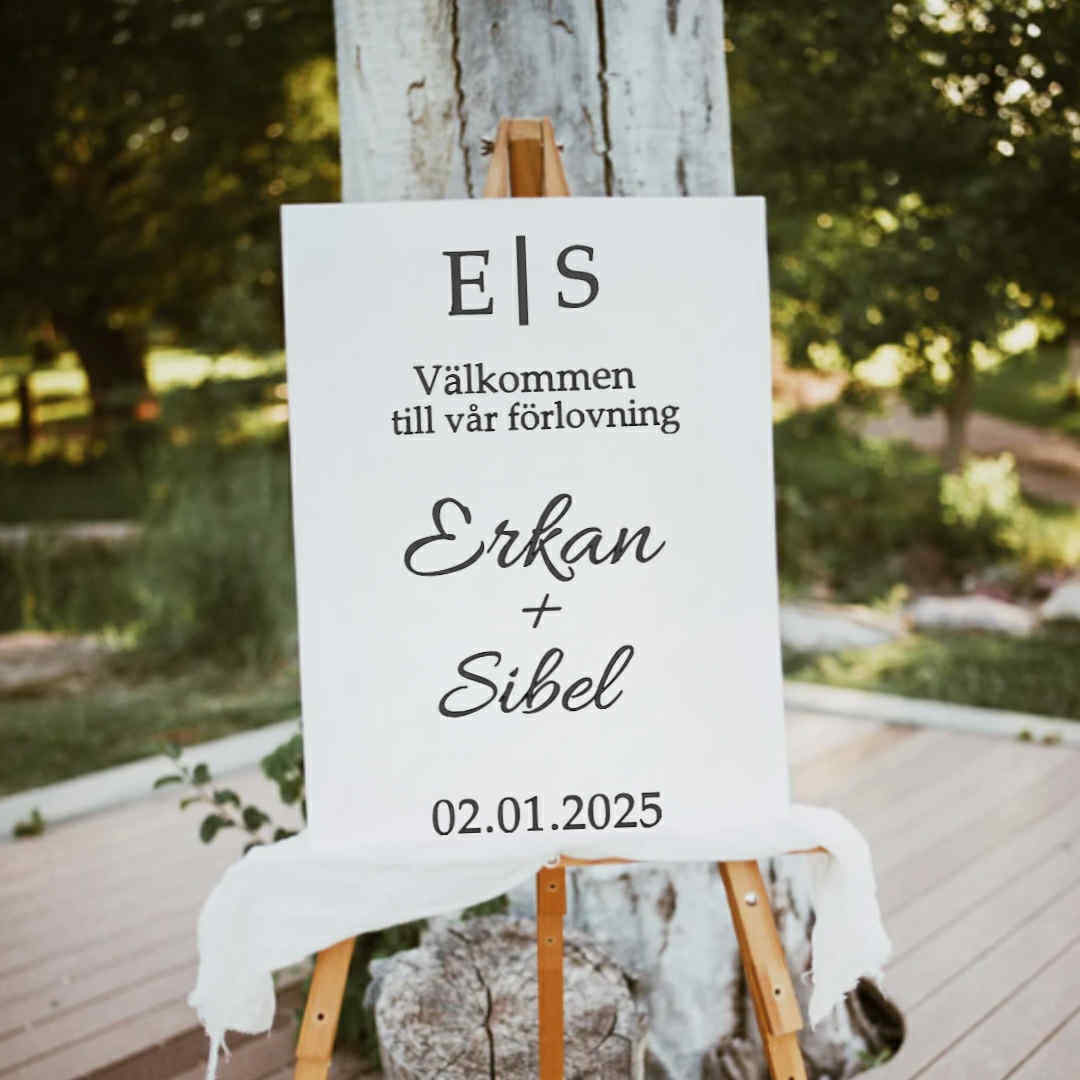 E|S
Välkommen
till vår förlovning
Erkan
+
Sibel
02.01.2025